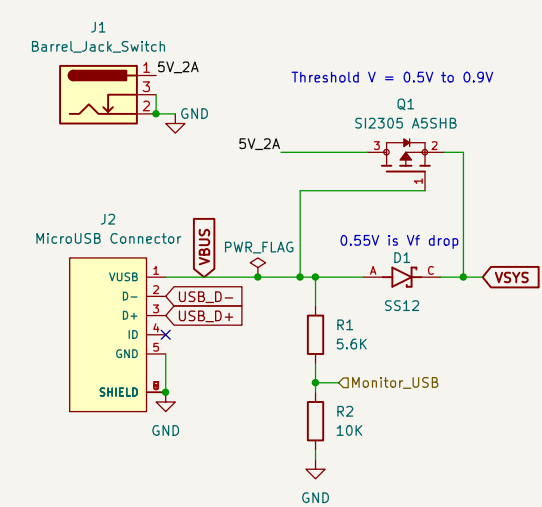 J1
Barrel_Jack_Switch
1
5V_2A
3
2
GND
Threshold V = 0.5V to 0.9V
Q1
SI2305 A5SHB
5V_2A
3
2
1
J2
MicroUSB Connector
VBUS
PWR_FLAG
0.55V is Vf drop
D1
VUSB
1
A
C
VSYS
SS12
D-
2
USB_D-
D+
3
USB_D+
ID
4
GND
5
SHIELD
GND
R1
5.6K
Monitor_USB
R2
10K
GND